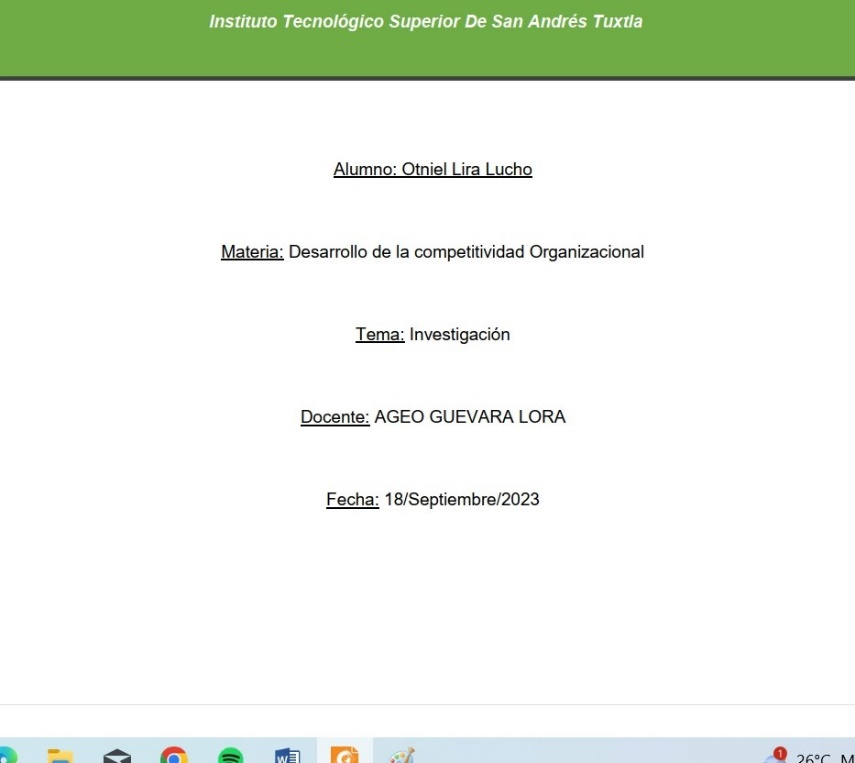 Instituto Tecnológico Superior De San Andrés Tuxtla
Alumno: Otniel Lira Lucho
Materia: Desarrollo de la competitividad Organizacional
Tema: Investigación
Docente: AGEO GUEVARA LORA
Fecha: 18/Septiembre/2023
W
1
26°C M